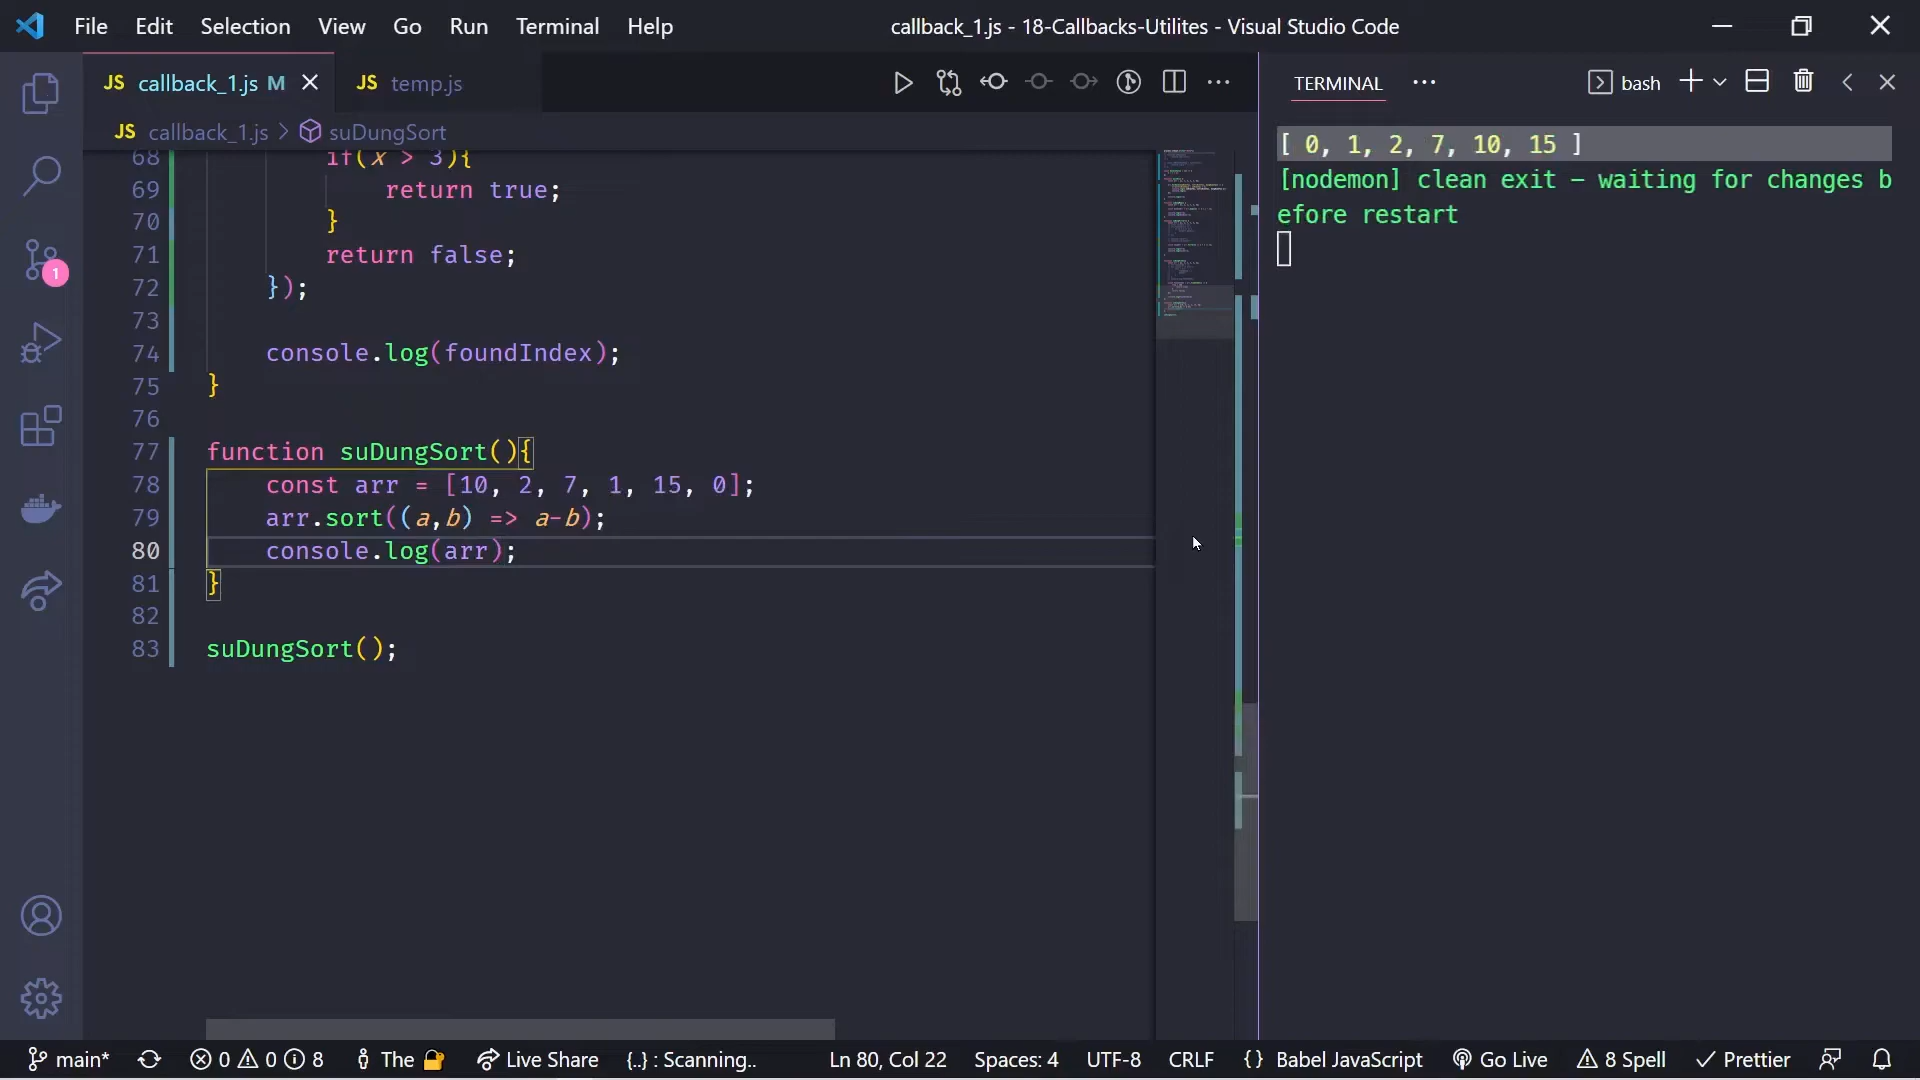 File Edit Selection View Go Run Terminal Help
callback_1.js - 18-Callbacks-Utilites - Visual Studio Code
JS callback_1.js M
JS temp.js
TERMINAL
bash
JS callback_1.js > suDungSort
68 if(x > 3){
69 return true;
70 }
71 return false;
72 });
73
74 console.log(foundIndex);
75 }
76
77 function suDungSort(){
78 const arr = [10, 2, 7, 1, 15, 0];
79 arr.sort((a,b) => a-b);
80 console.log(arr);
81 }
82
83 suDungSort();
[ 0, 1, 2, 7, 10, 15 ]
[nodemon] clean exit - waiting for changes b
efore restart
1
main* 0 0 8 The Live Share {..} : Scanning.. Ln 80, Col 22 Spaces: 4 UTF-8 CRLF {} Babel JavaScript Go Live 8 Spell Prettier